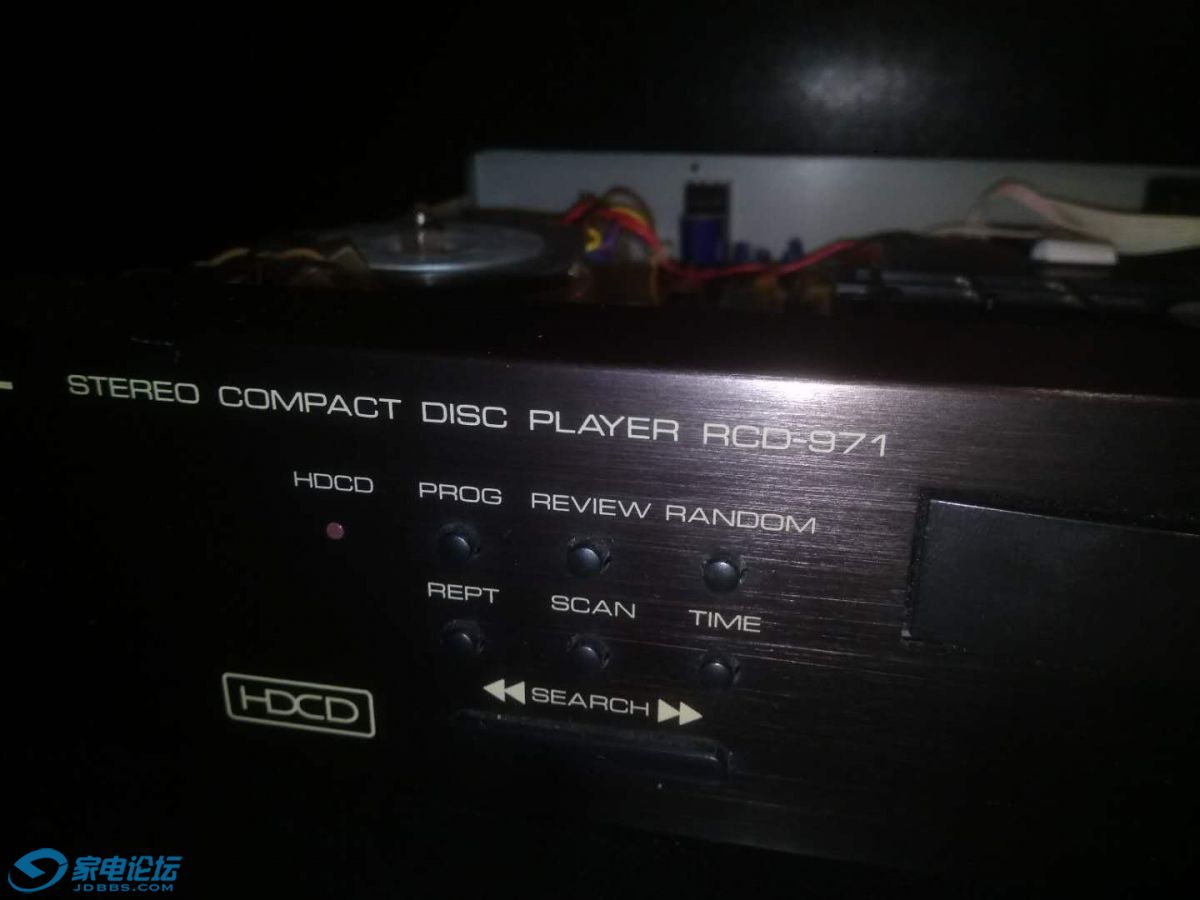 STEREO COMPACT DISC PLAYER RCD-971
HDCD PROG REVIEW RANDOM
REPT SCAN TIME
SEARCH
HDCD
家电论坛
JDBBS.COM